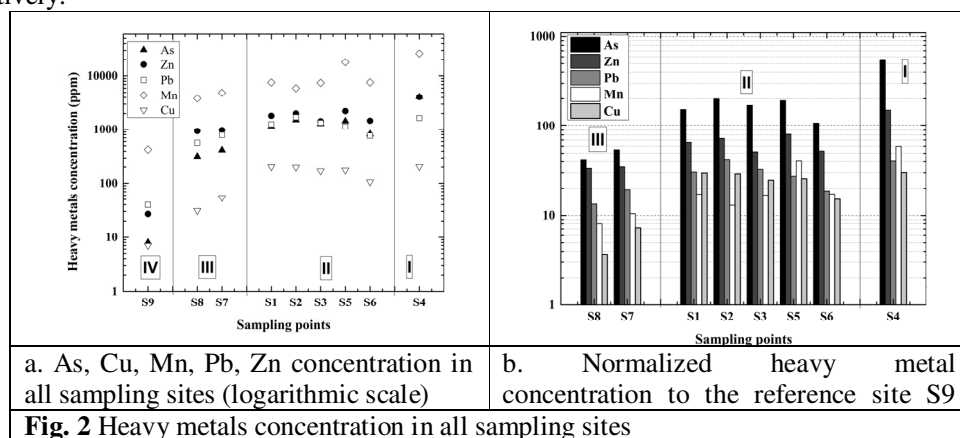 tively.
As
Zn
Pb
Mn
Cu
Heavy metals concentration (ppm)
10000
1000
100
10
1
IV
III
II
I
S9 S8 S7 S1 S2 S3 S5 S6 S4
Sampling points
1000
100
10
1
As
Zn
Pb
Mn
Cu
III
II
I
S8 S7 S1 S2 S3 S5 S6 S4
Sampling points
a. As, Cu, Mn, Pb, Zn concentration in
all sampling sites (logarithmic scale)
b. Normalized heavy metal
concentration to the reference site S9
Fig. 2 Heavy metals concentration in all sampling sites